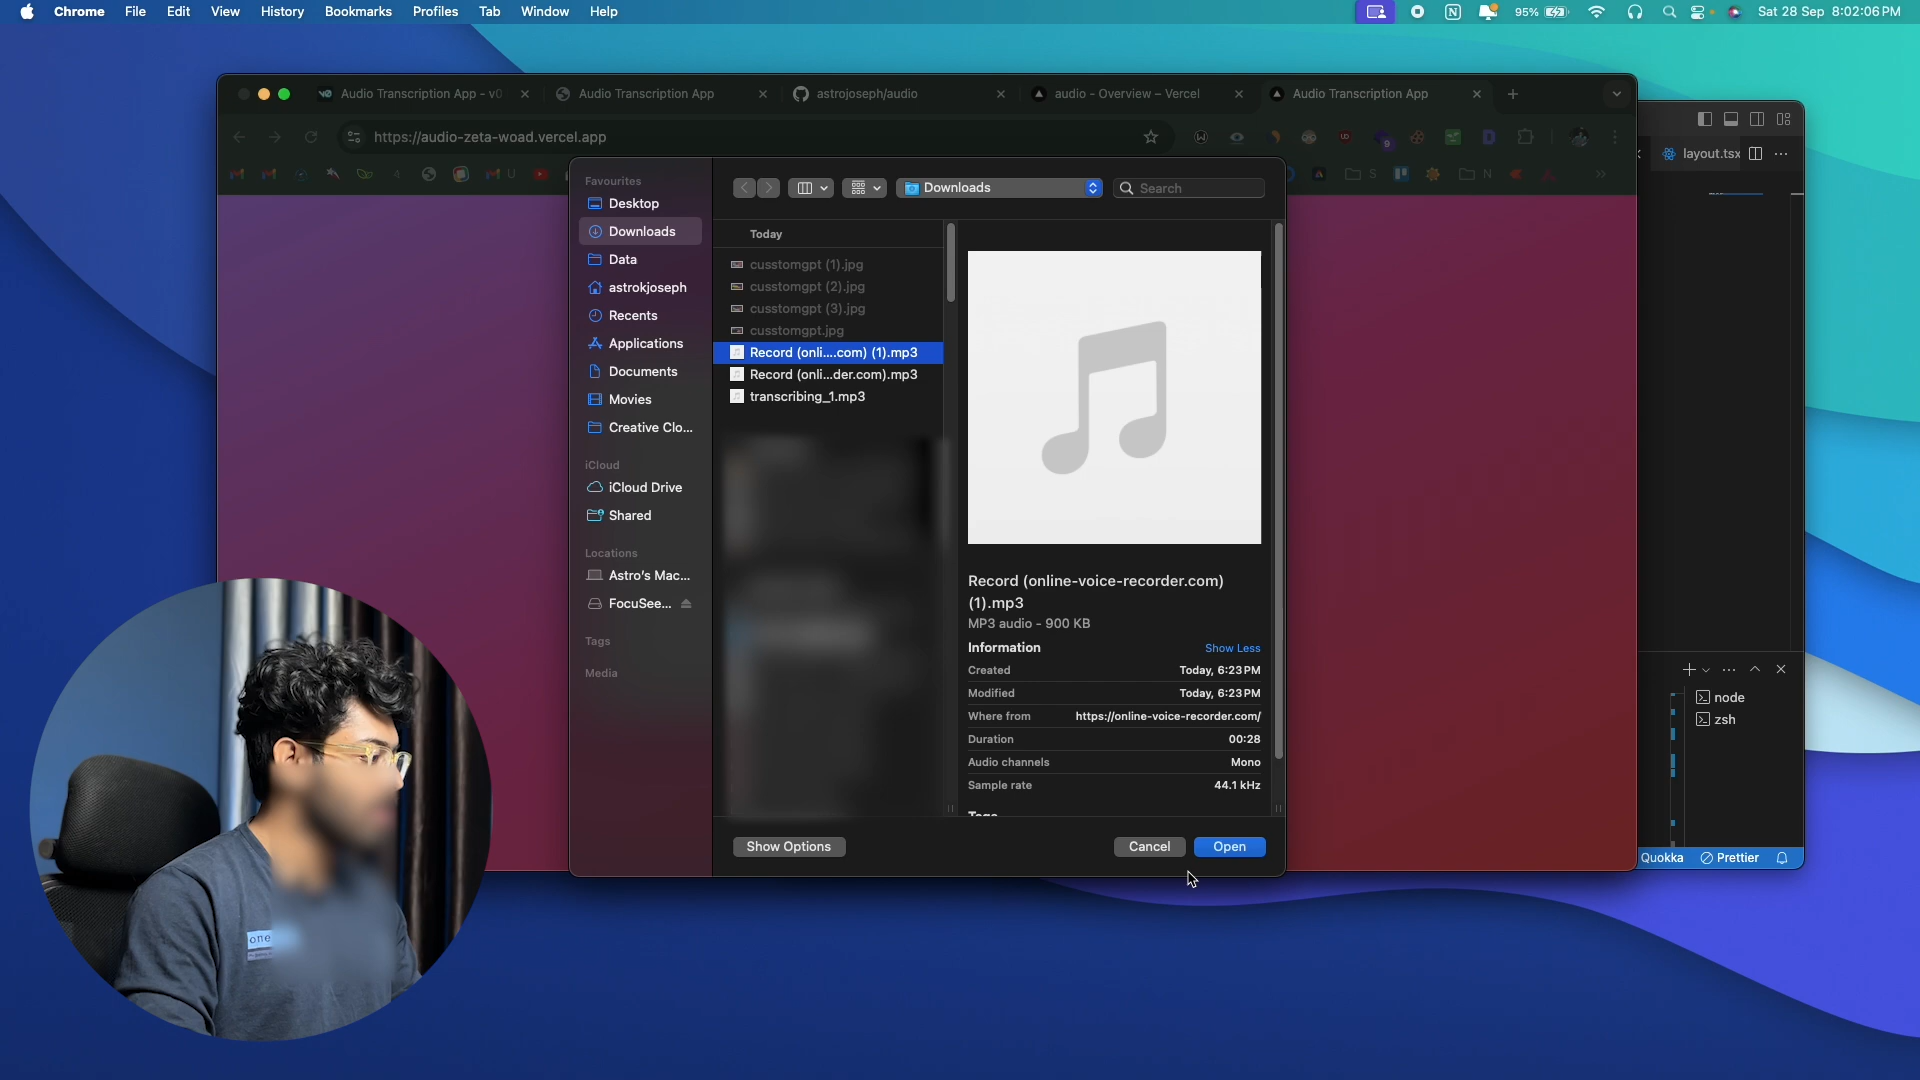 Chrome File Edit View History Bookmarks Profiles Tab Window Help
95% Sat 28 Sep 8:02:06 PM
Audio Transcription App - v0
Audio Transcription App
astrojoseph/audio
audio - Overview – Vercel
Audio Transcription App
https://audio-zeta-woad.vercel.app
9
U
S
N
layout.tsx
Favourites
Desktop
Downloads
Data
astrokjoseph
Recents
Applications
Documents
Movies
Creative Clo...
iCloud
iCloud Drive
Shared
Locations
Astro's Mac...
FocuSee...
Tags
Media
Downloads
Search
Today
cusstomgpt (1).jpg
cusstomgpt (2).jpg
cusstomgpt (3).jpg
cusstomgpt.jpg
Record (onli....com) (1).mp3
Record (onli...der.com).mp3
transcribing_1.mp3
Record (online-voice-recorder.com)
(1).mp3
MP3 audio - 900 KB
Information Show Less
Created Today, 6:23 PM
Modified Today, 6:23 PM
Where from https://online-voice-recorder.com/
Duration 00:28
Audio channels Mono
Sample rate 44.1 kHz
Tags
Show Options
Cancel
Open
node
zsh
Quokka
Prettier
one